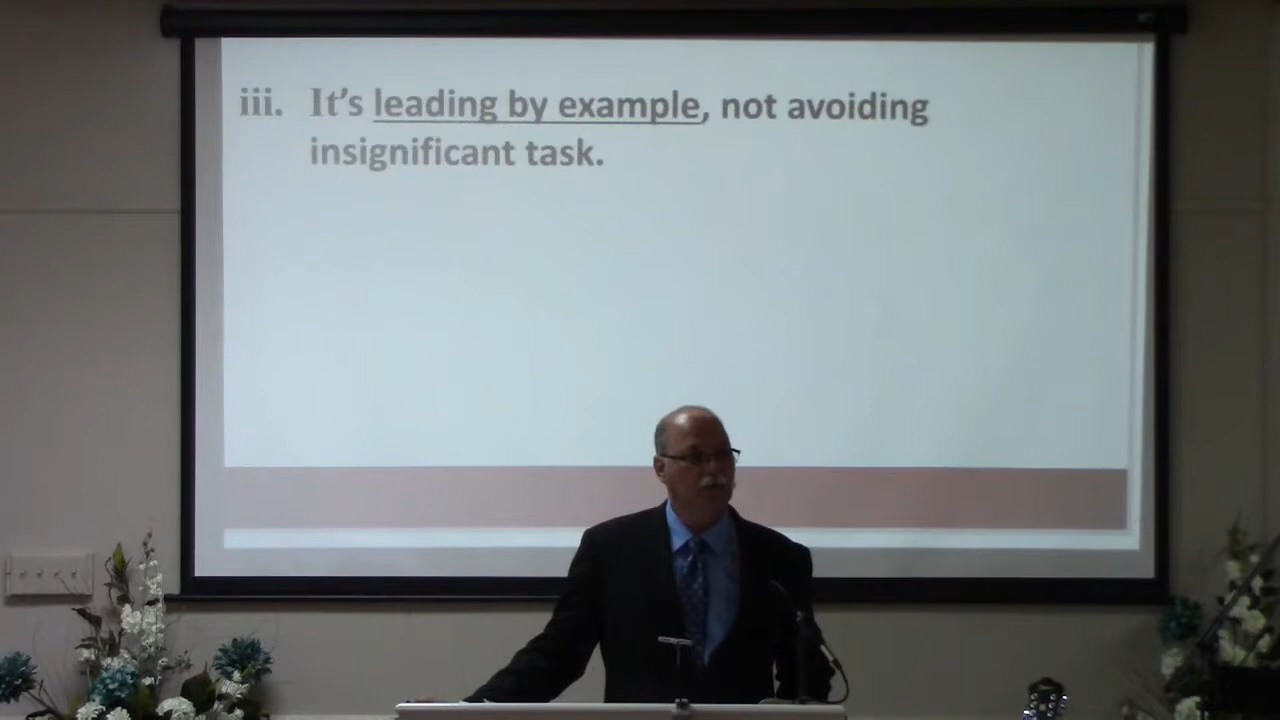 iii. It's leading by example, not avoiding
insignificant task.